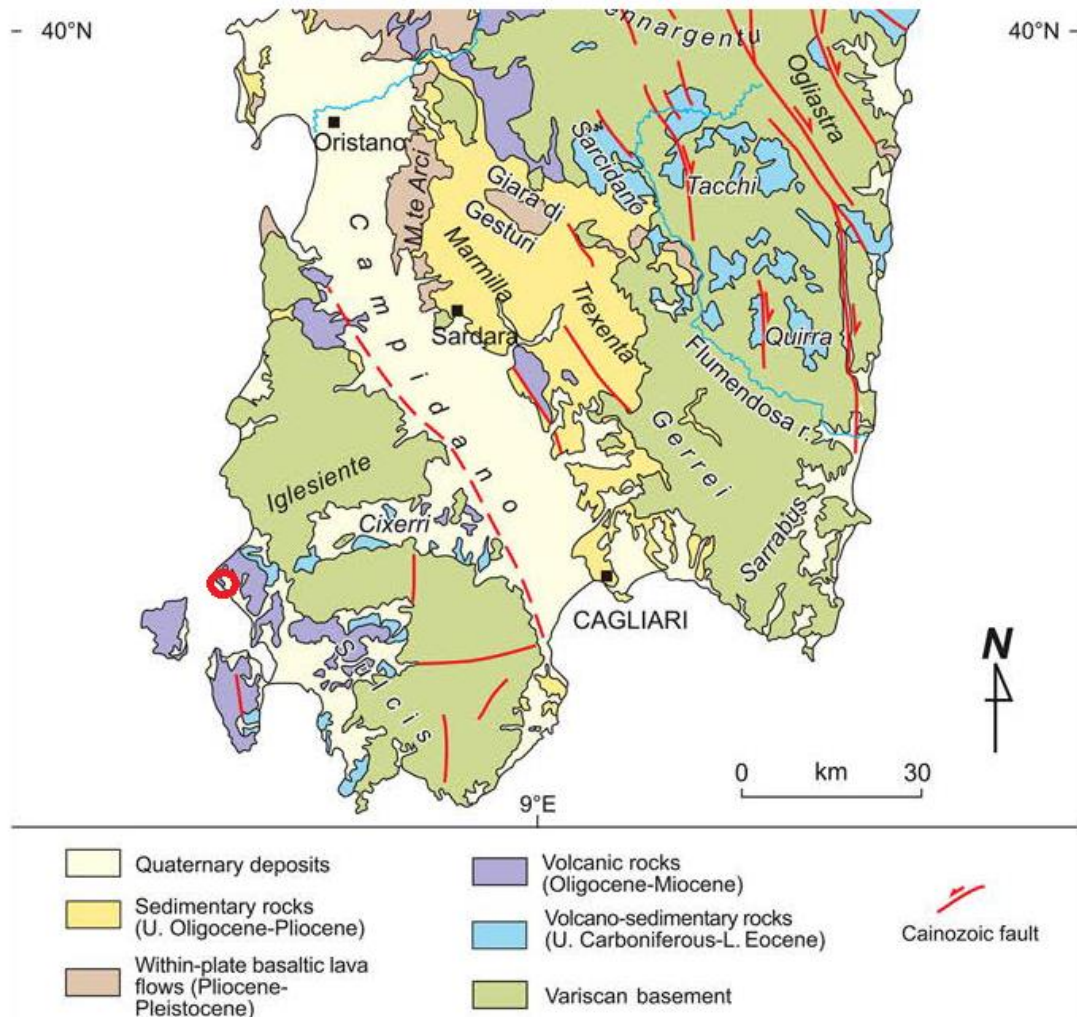 40°N
40°N
ennargentu
Ogliastra
Oristano
Sarcidano
Tacchi
M.te Arci
Giara di
Gesturi
Campidano
Marmilla
Trexenta
Sardara
Quirra
Flumendosa r.
Gerrei
Iglesiente
Cixerri
Sarrabus
CAGLIARI
Sulcis
N
0 km 30
9°E
Quaternary deposits
Sedimentary rocks
(U. Oligocene-Pliocene)
Within-plate basaltic lava
flows (Pliocene-
Pleistocene)
Volcanic rocks
(Oligocene-Miocene)
Volcano-sedimentary rocks
(U. Carboniferous-L. Eocene)
Variscan basement
Cainozoic fault